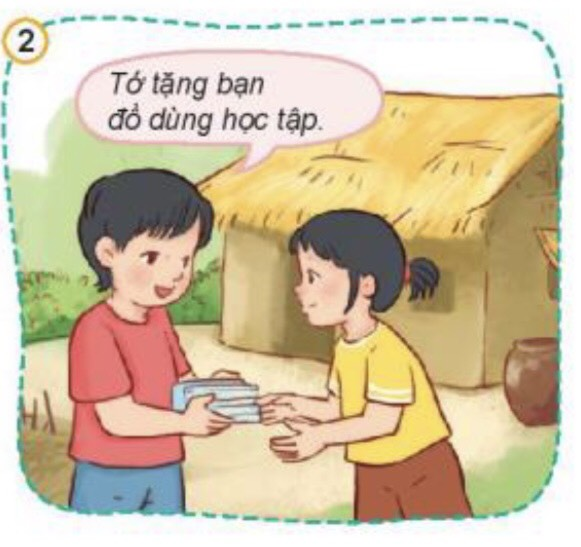 2
Tớ tặng bạn
đồ dùng học tập.